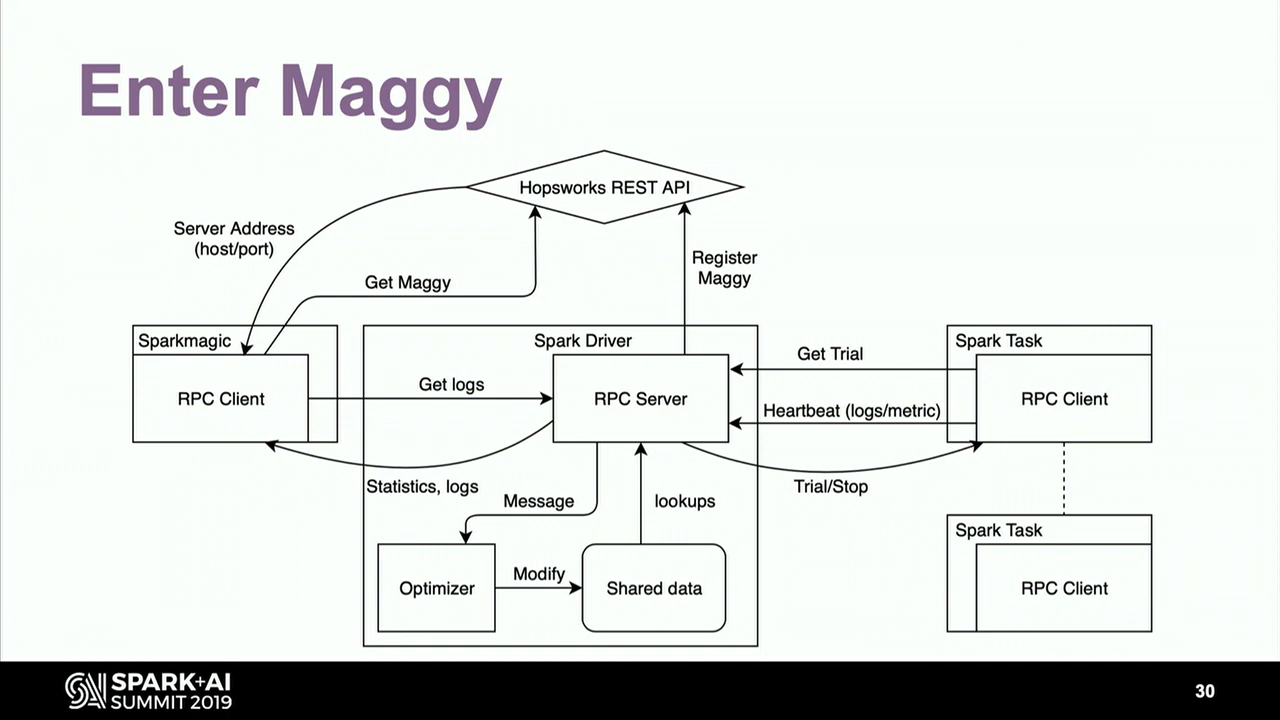 Enter Maggy
Hopsworks REST API
Server Address
(host/port)
Get Maggy
Register
Maggy
Sparkmagic
RPC Client
Get logs
Spark Driver
RPC Server
Get Trial
Heartbeat (logs/metric)
Spark Task
RPC Client
Statistics, logs
Message
lookups
Trial/Stop
Optimizer
Modify
Shared data
Spark Task
RPC Client
SPARK+AI
SUMMIT 2019
30